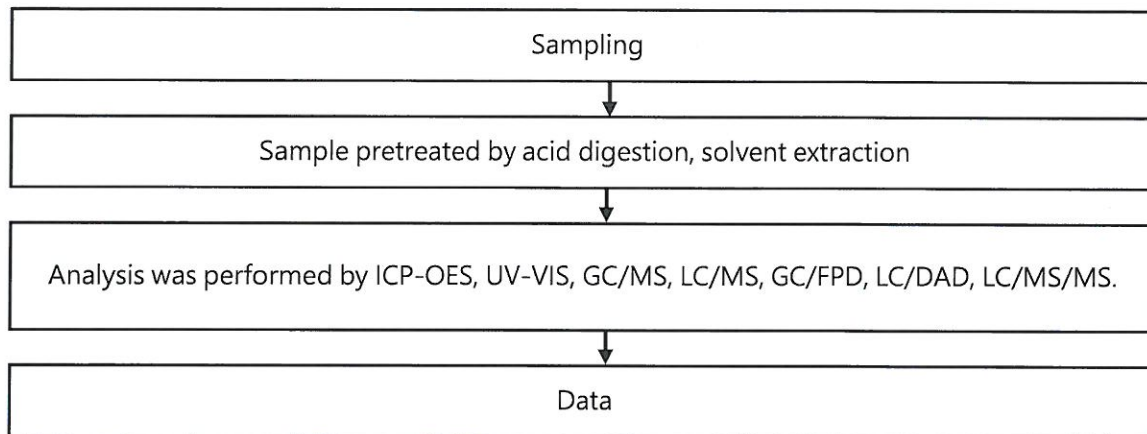 Sampling
Sample pretreated by acid digestion, solvent extraction
Analysis was performed by ICP-OES, UV-VIS, GC/MS, LC/MS, GC/FPD, LC/DAD, LC/MS/MS.
Data